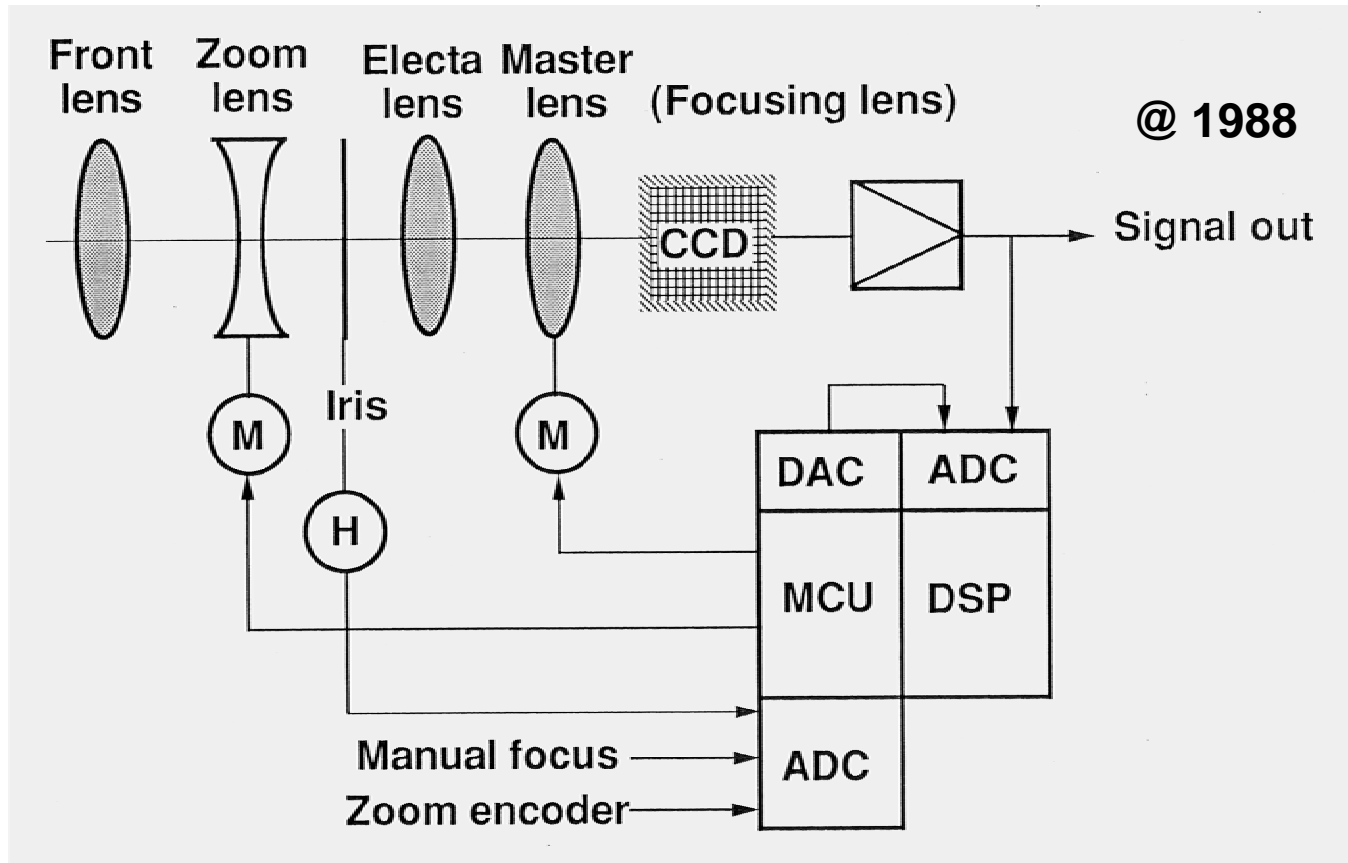 Front lens
Zoom lens
Electa lens
Master lens
(Focusing lens)
@ 1988
CCD
Signal out
Iris
M
M
H
DAC
ADC
MCU
DSP
ADC
Manual focus
Zoom encoder